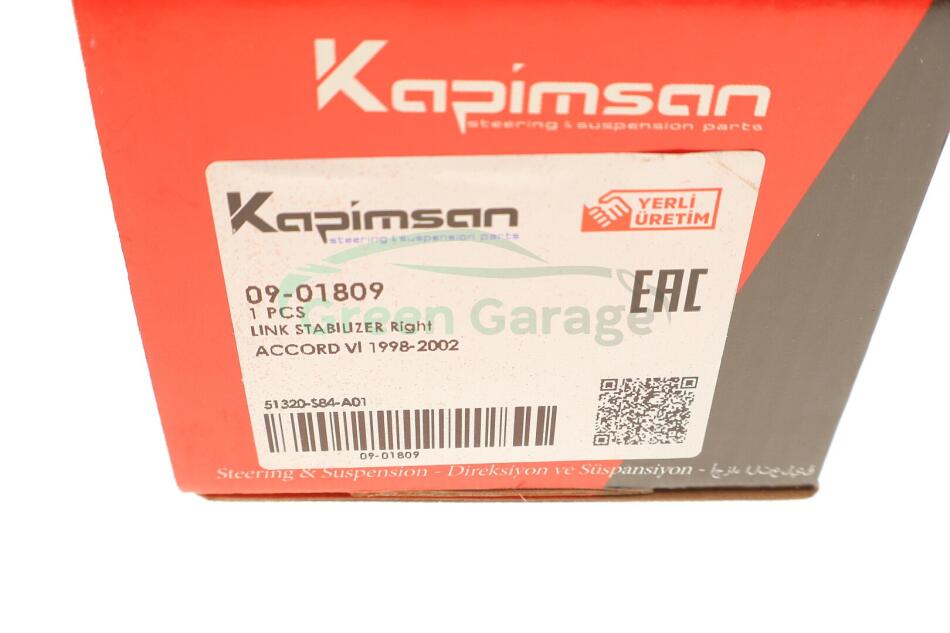 Kapimsan
steering & suspension parts
Kapimsan
steering & suspension parts
YERLİ
ÜRETİM
09-01809
1 PCS
LINK STABILIZER Right
ACCORD VI 1998-2002
EAC
Green Garage
51320-S84-A01
09-01809
Steering & Suspension - Direksiyon ve Süspansiyon -